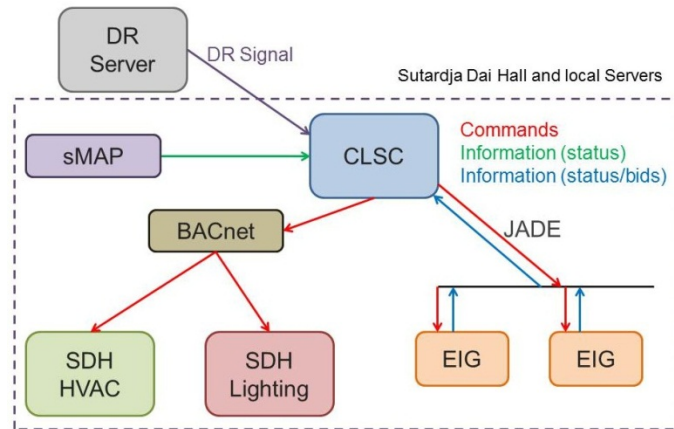 DR
Server
DR Signal
Sutardja Dai Hall and local Servers
sMAP
CLSC
Commands
Information (status)
Information (status/bids)
BACnet
JADE
SDH
HVAC
SDH
Lighting
EIG
EIG